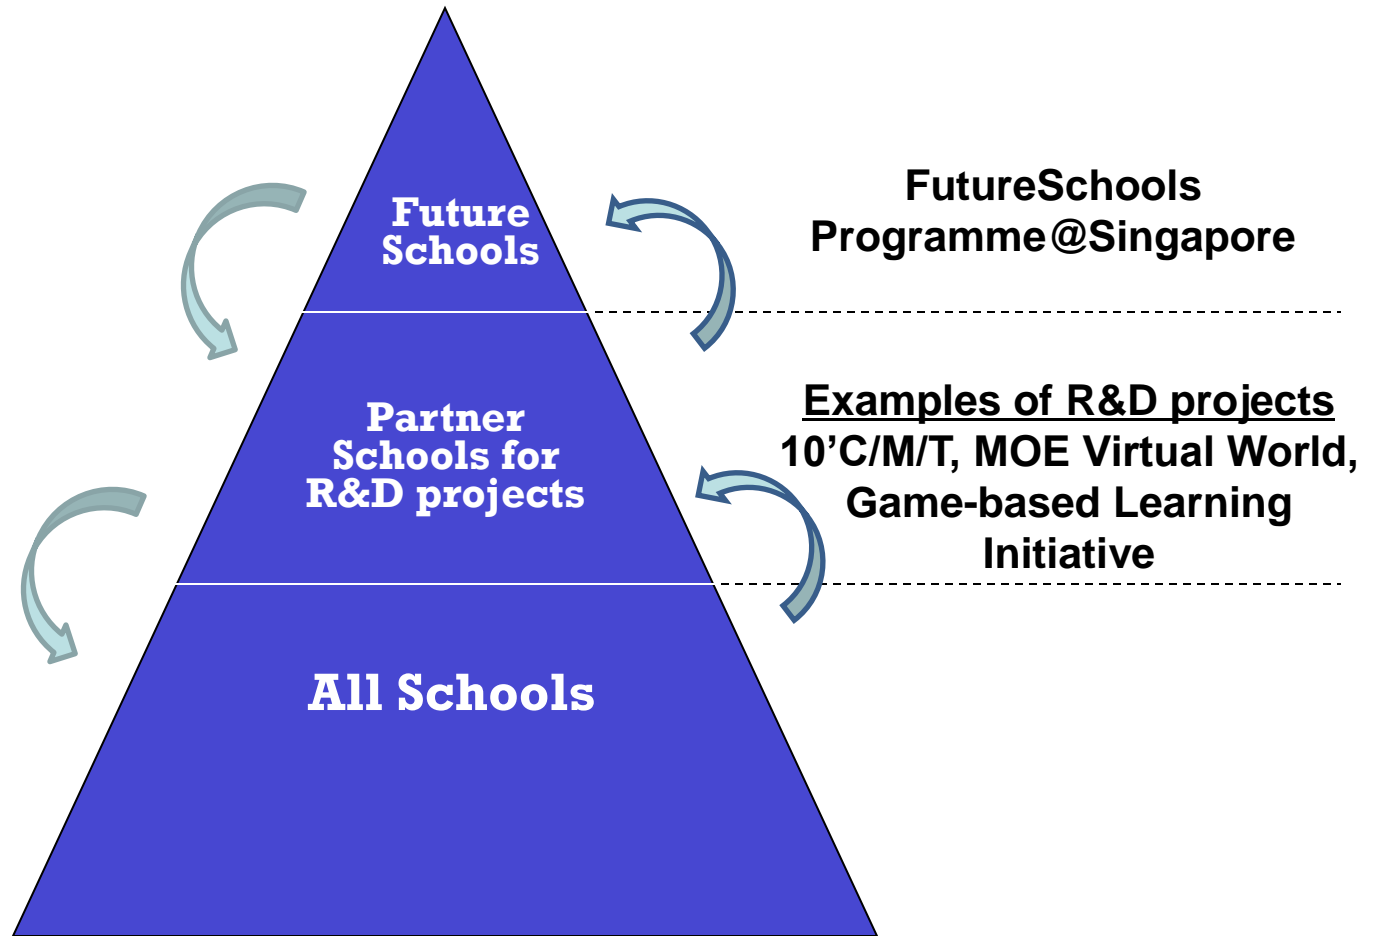 Future
Schools
FutureSchools
Programme@Singapore
Partner
Schools for
R&D projects
Examples of R&D projects
10’C/M/T, MOE Virtual World,
Game-based Learning
Initiative
All Schools